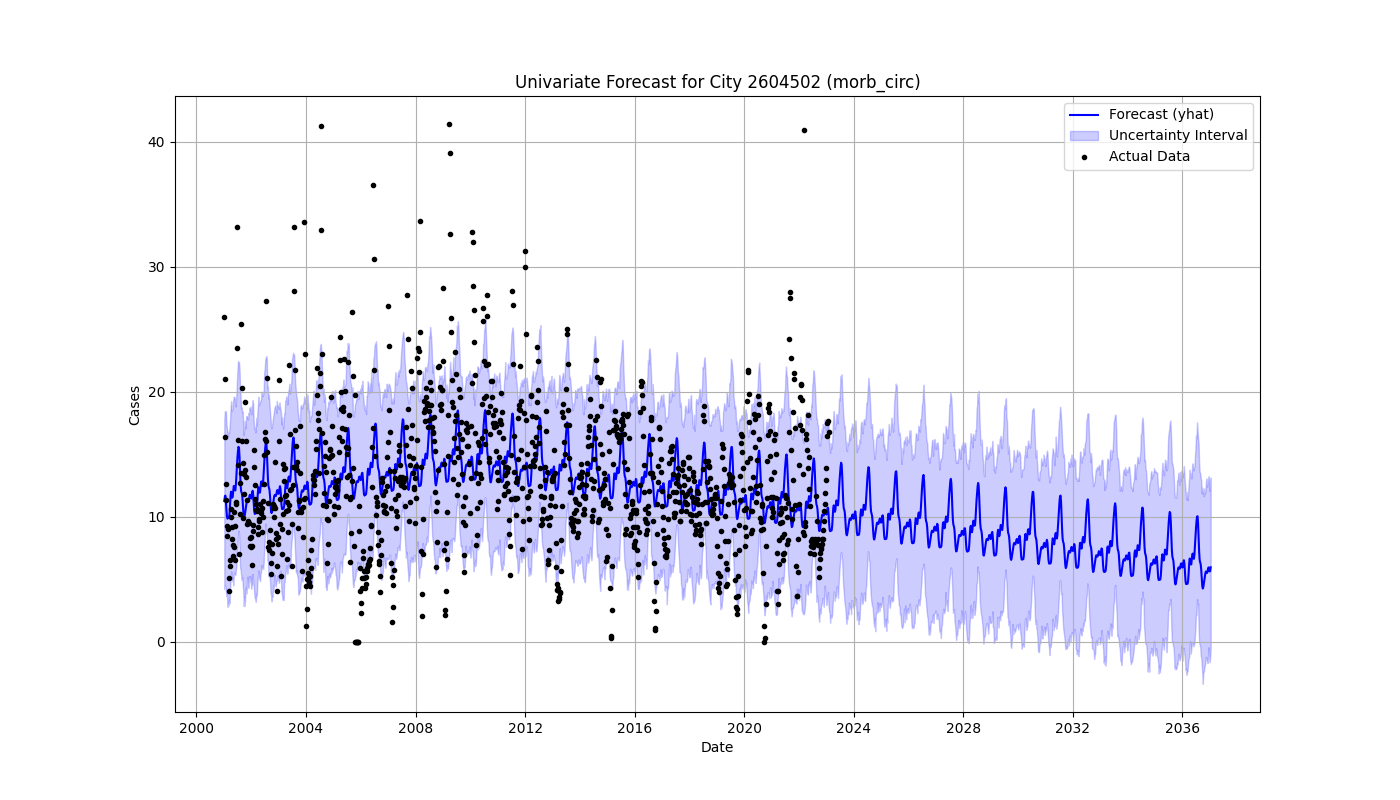 Univariate Forecast for City 2604502 (morb_circ)
Forecast (yhat)
Uncertainty Interval
Actual Data
Cases
40
30
20
10
0
2000 2004 2008 2012 2016 2020 2024 2028 2032 2036
Date